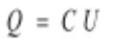 Q = C U